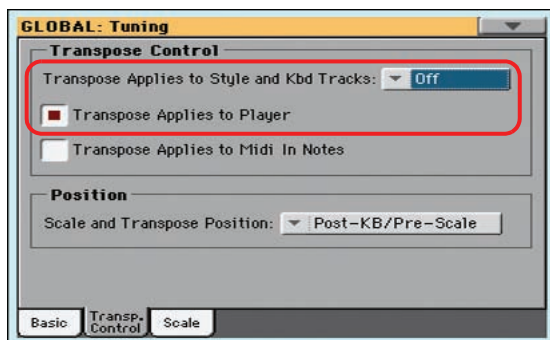 GLOBAL: Tuning
Transpose Control
Transpose Applies to Style and Kbd Tracks: Off
Transpose Applies to Player
Transpose Applies to Midi In Notes
Position
Scale and Transpose Position: Post-KB/Pre-Scale
Basic Transp. Control Scale